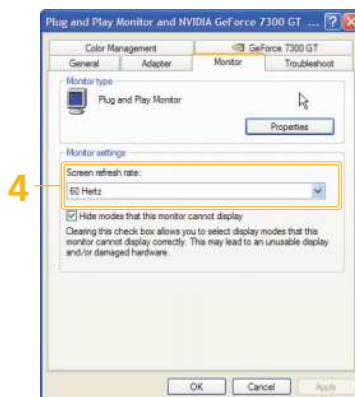 Plug and Play Monitor and NVIDIA GeForce 7300 GT ...
Color Management
GeForce 7300 GT
General
Adapter
Monitor
Troubleshoot
Monitor type
Plug and Play Monitor
Properties
Monitor settings
Screen refresh rate:
4
60 Hertz
Hide modes that this monitor cannot display
Clearing this check box allows you to select display modes that this
monitor cannot display correctly. This may lead to an unusable display
and/or damaged hardware.
OK
Cancel
Apply